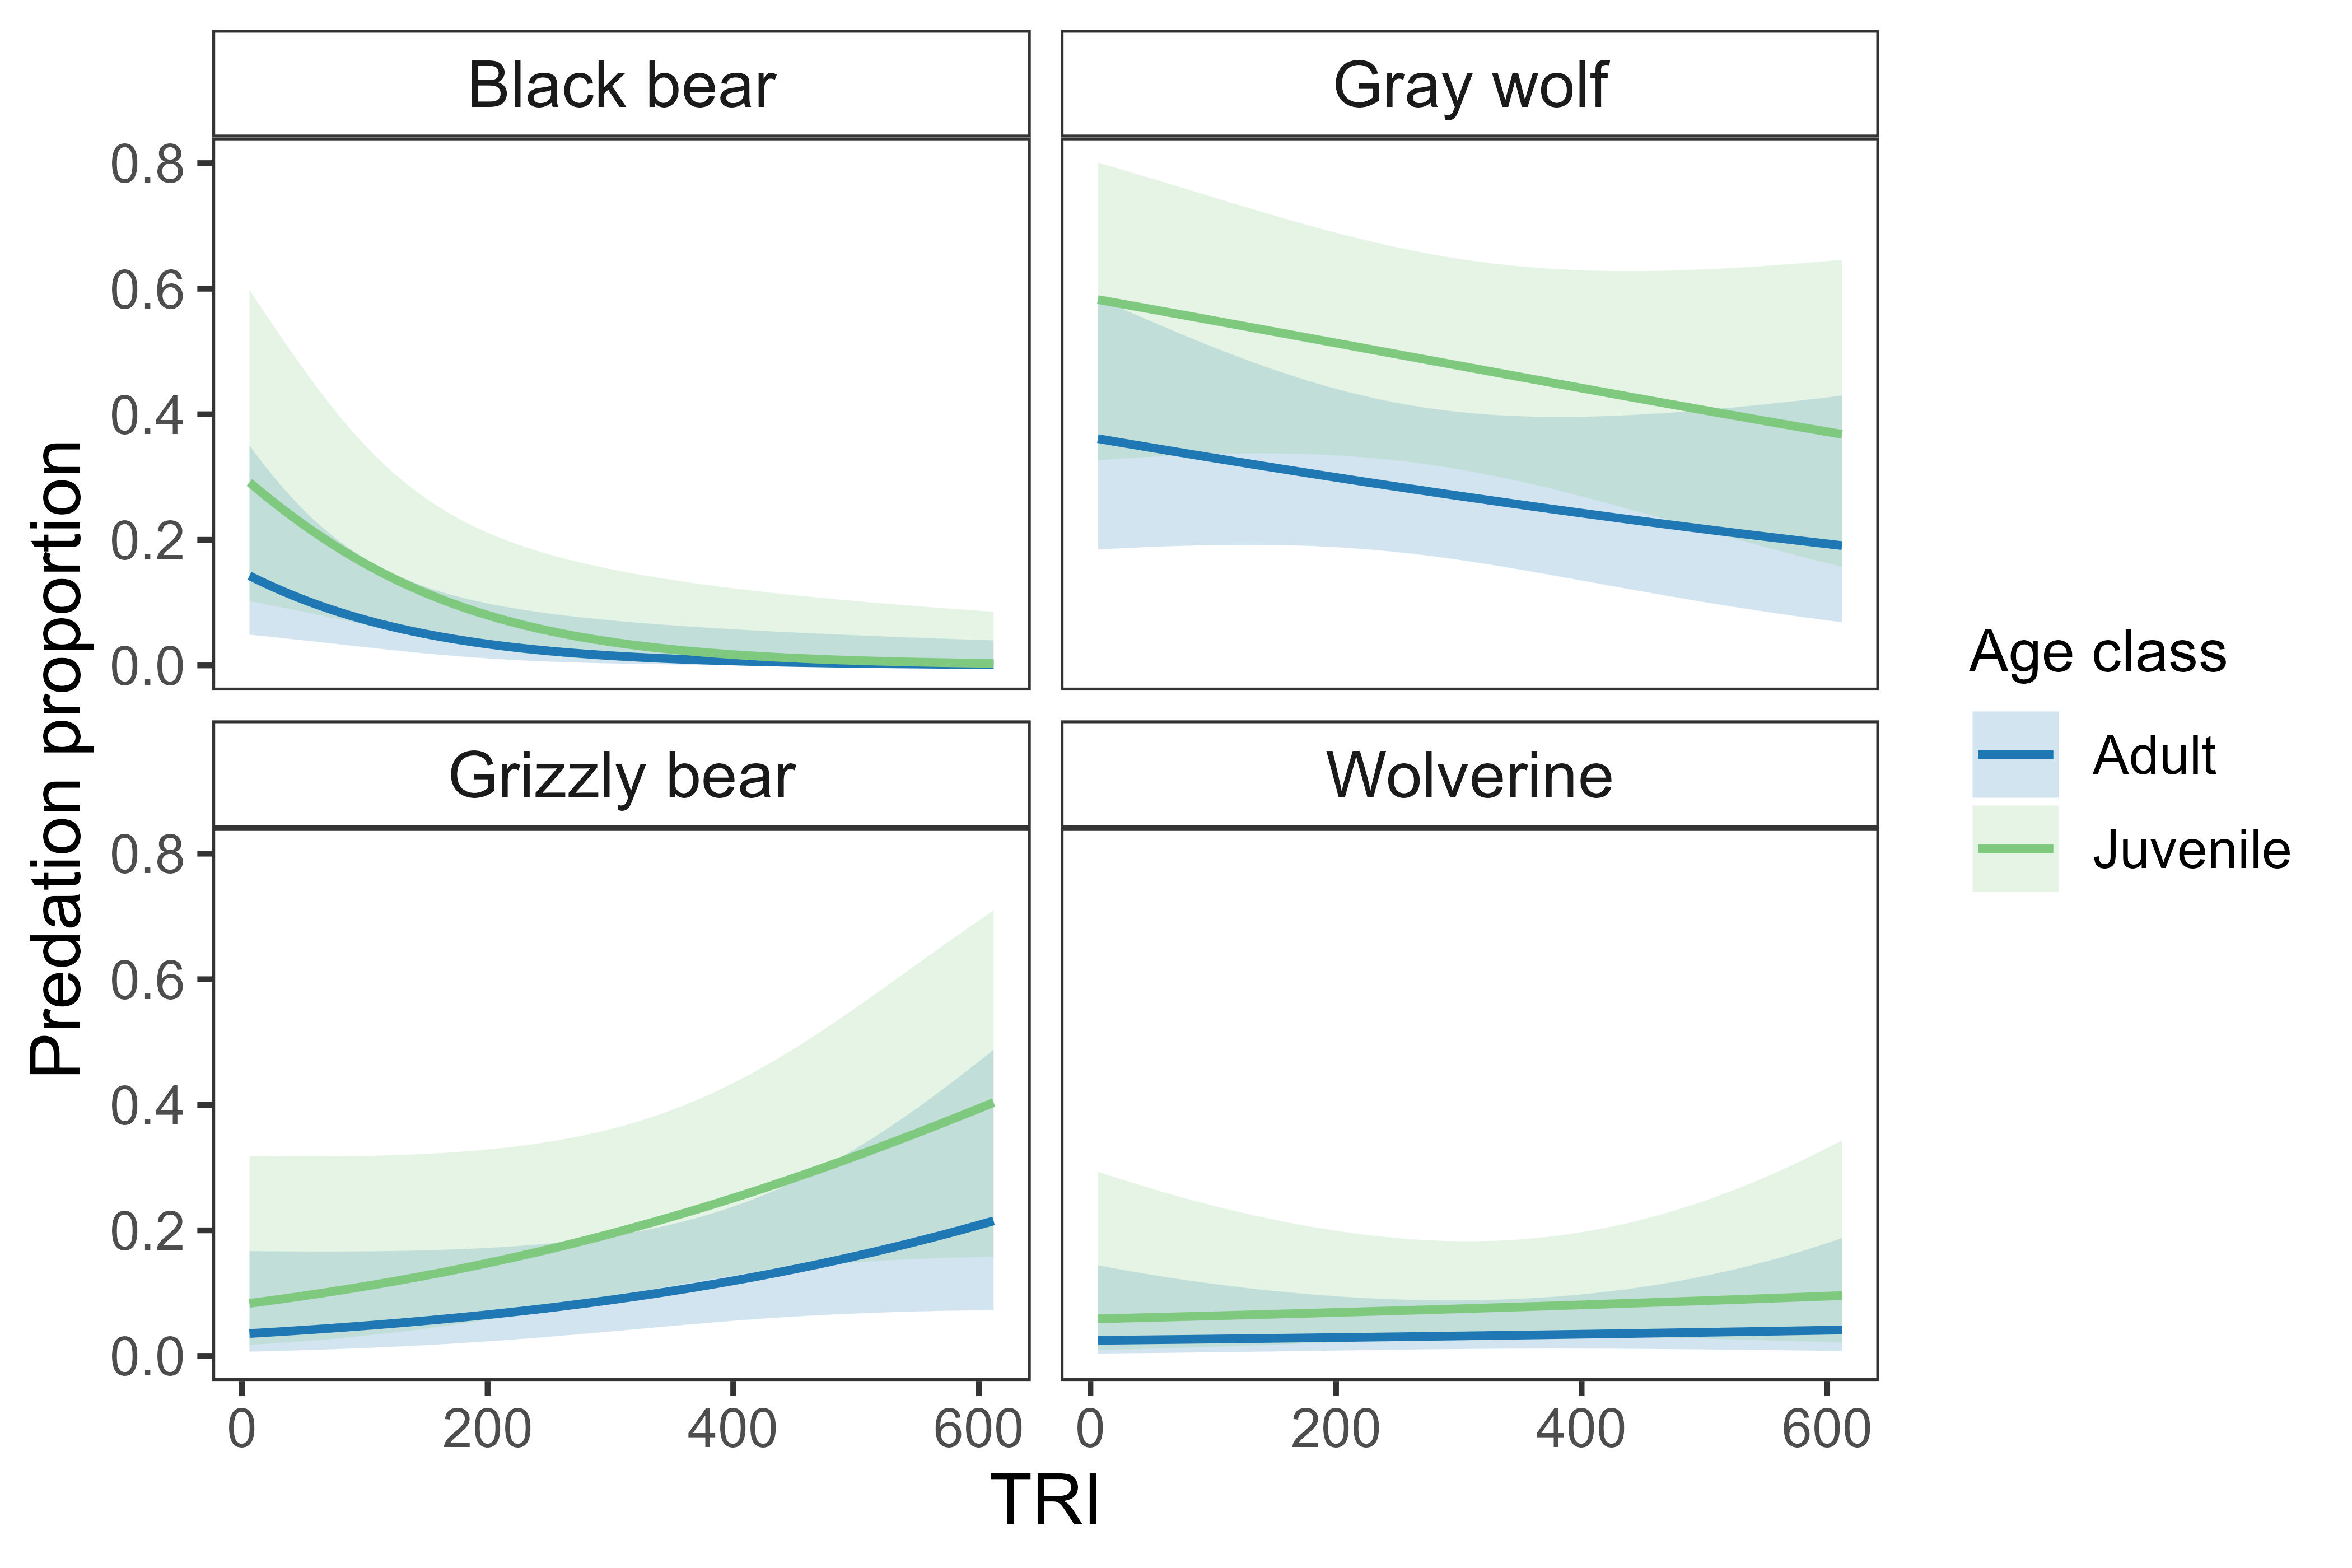 Black bear
Gray wolf
0.8
0.6
0.4
0.2
0.0
Grizzly bear
Wolverine
0.8
0.6
0.4
0.2
0.0
0 200 400 600
0 200 400 600
TRI
Predation proportion
Age class
Adult
Juvenile